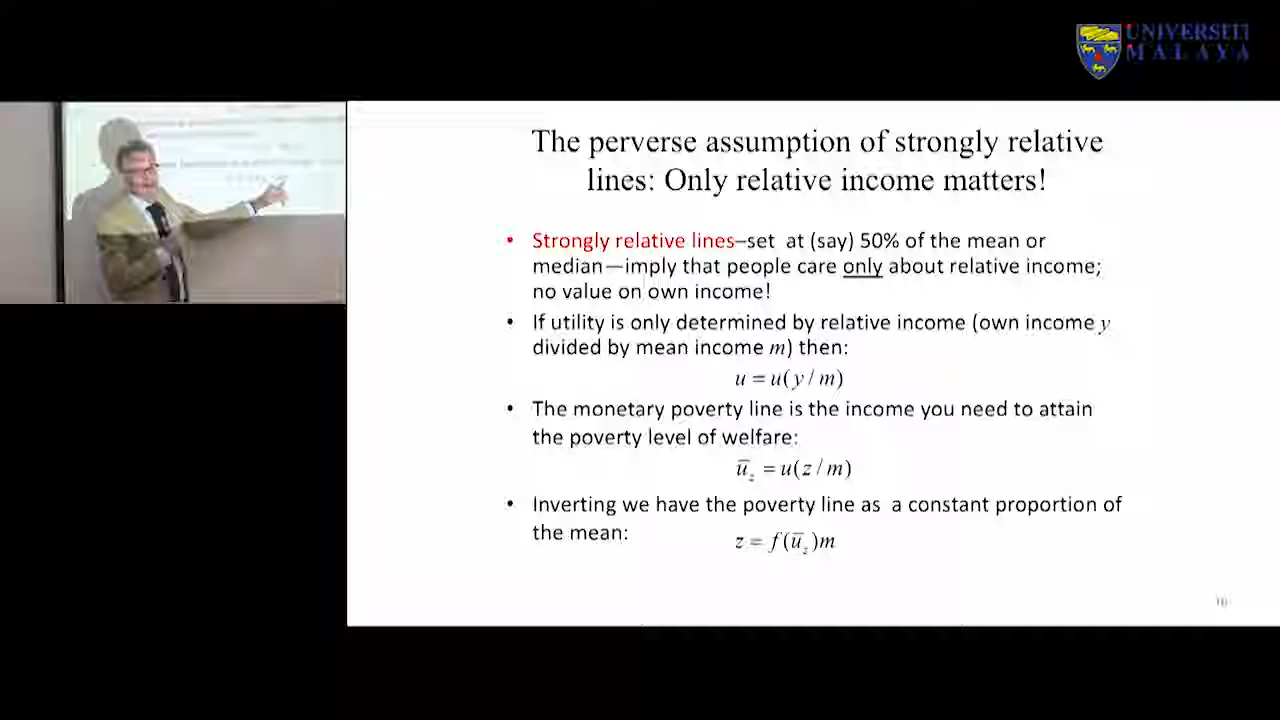 UNIVERSITI
MALAYA
The perverse assumption of strongly relative
lines: Only relative income matters!
• Strongly relative lines–set at (say) 50% of the mean or
median—imply that people care only about relative income;
no value on own income!
• If utility is only determined by relative income (own income y
divided by mean income m) then:
u = u(y / m)
• The monetary poverty line is the income you need to attain
the poverty level of welfare:
u̅_z = u(z / m)
• Inverting we have the poverty line as a constant proportion of
the mean:
z = f(u̅_z)m